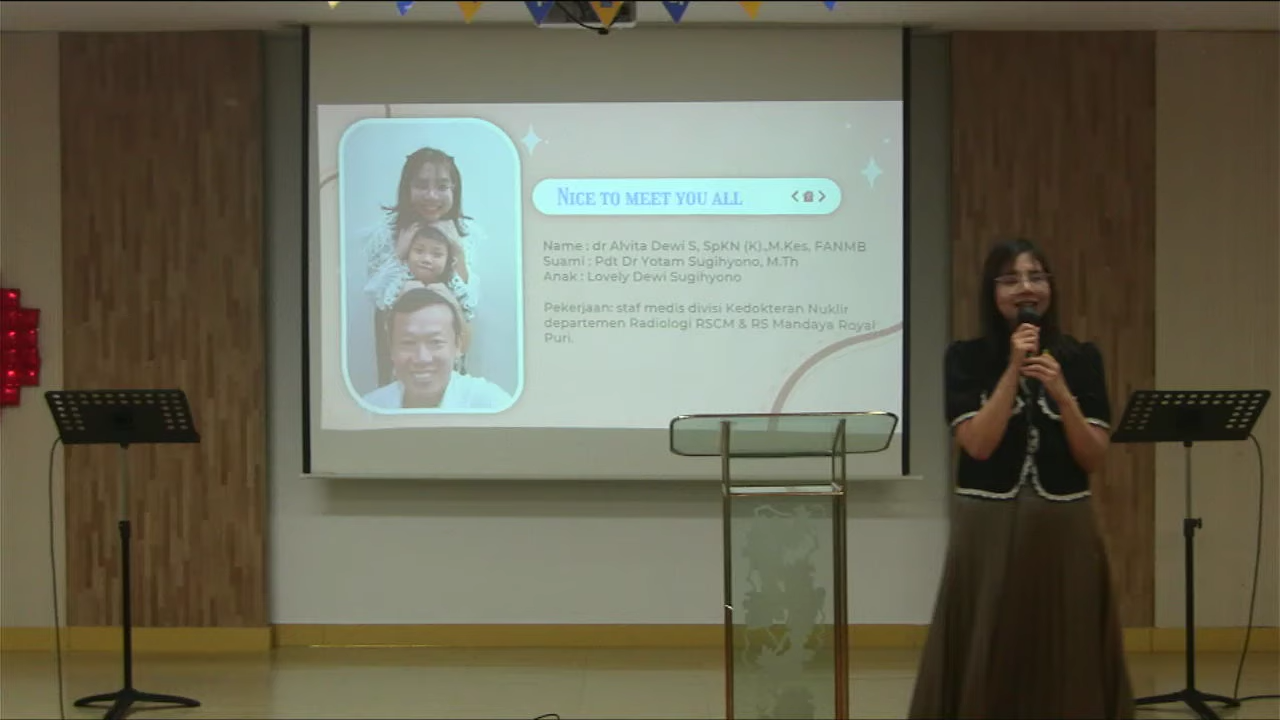 NICE TO MEET YOU ALL
Name : dr Alvita Dewi S, SpKN (K).,M.Kes, FANMB
Suami : Pdt Dr Yotam Sugihyono, M.Th
Anak : Lovely Dewi Sugihyono
Pekerjaan: staf medis divisi Kedokteran Nuklir
departemen Radiologi RSCM & RS Mandaya Royal
Puri.